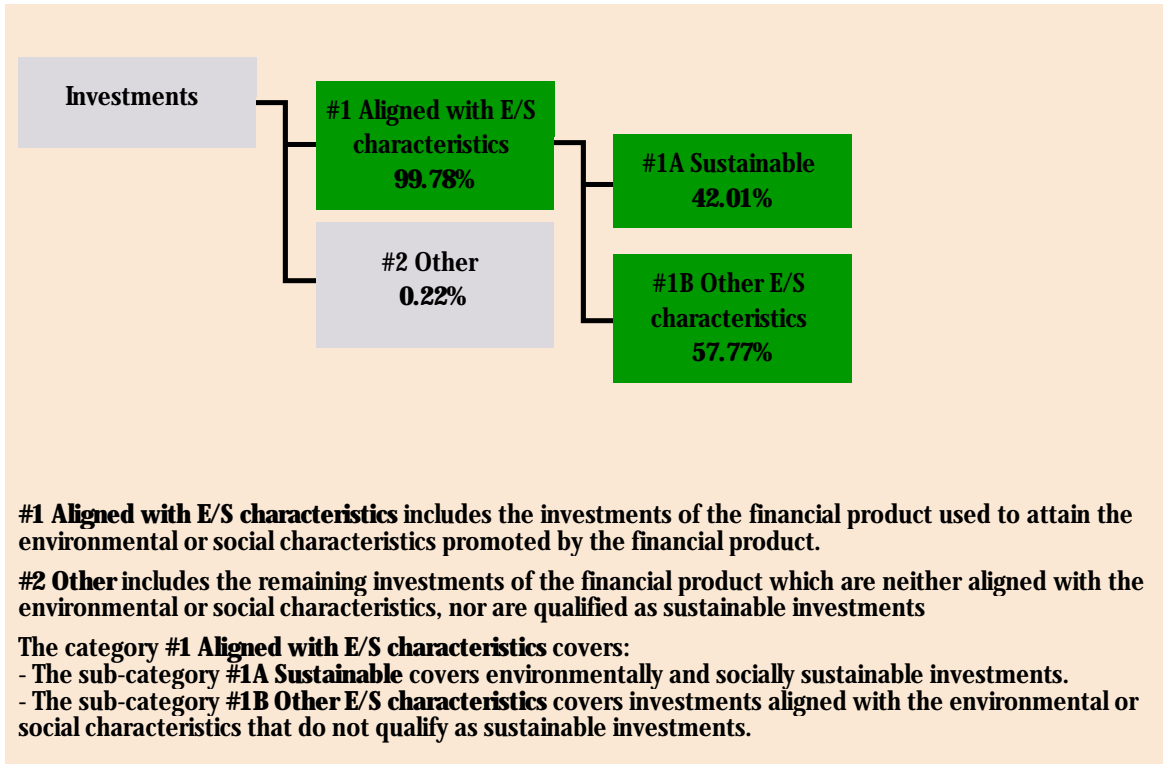 Investments
#1 Aligned with E/S
characteristics
99.78%
#2 Other
0.22%
#1A Sustainable
42.01%
#1B Other E/S
characteristics
57.77%
#1 Aligned with E/S characteristics includes the investments of the financial product used to attain the
environmental or social characteristics promoted by the financial product.
#2 Other includes the remaining investments of the financial product which are neither aligned with the
environmental or social characteristics, nor are qualified as sustainable investments
The category #1 Aligned with E/S characteristics covers:
- The sub-category #1A Sustainable covers environmentally and socially sustainable investments.
- The sub-category #1B Other E/S characteristics covers investments aligned with the environmental or
social characteristics that do not qualify as sustainable investments.